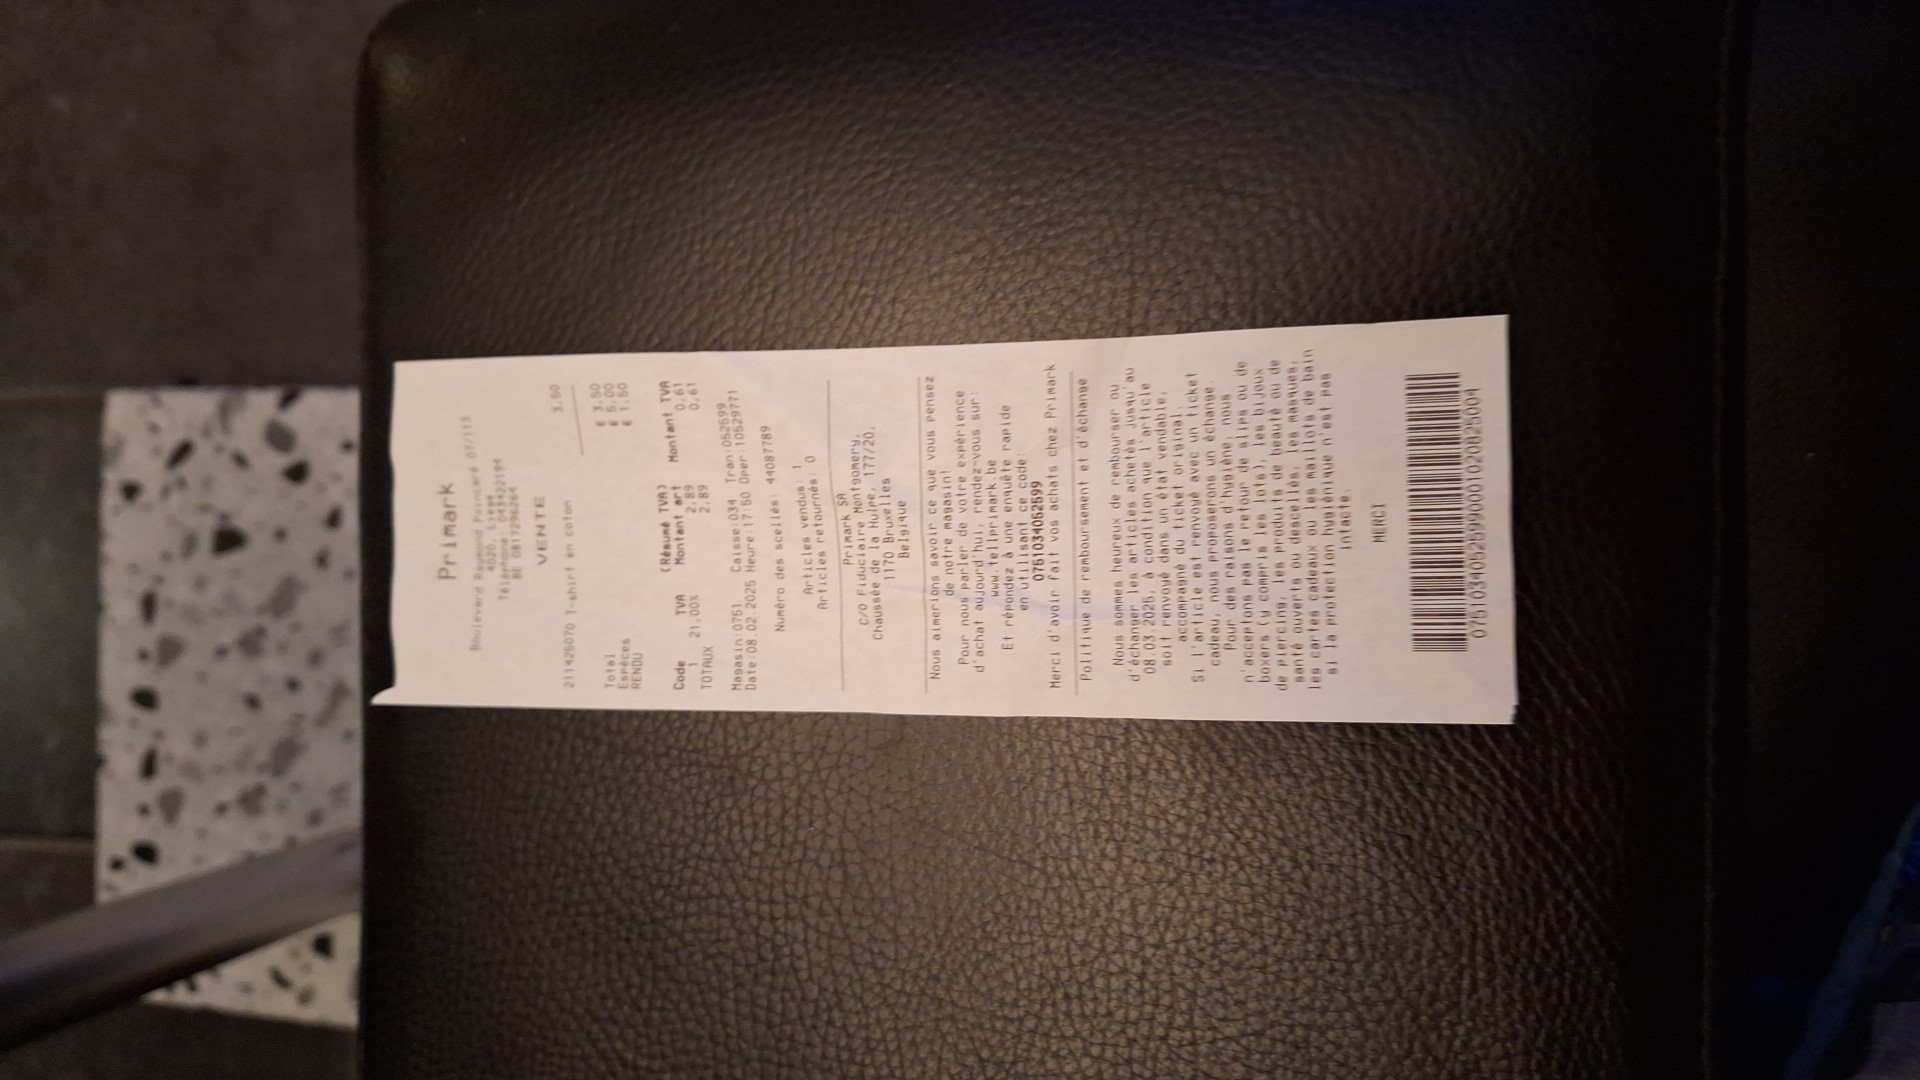 Primark
Boulevard Raymond Poincaré 07/113
4020, Liege
Téléphone 043422194
BE 0817296264
VENTE
21142507​0 T-shirt en coton 3,50
Total € 3,50
Espèces € 5,00
RENDU € 1,50
(Résumé TVA)
Code TVA Montant art Montant TVA
1 21,00% 2,89 0,61
TOTAUX 2,89 0,61
Magasin:0751 Caisse:034 Tran:052599
Date:08.02.2025 Heure:17:50 Oper:10529771
Numéro des scellés: 44087789
Articles vendus: 1
Articles retournés: 0
Primark SA
C/O Fiduciaire Montgomery,
Chaussée de la Hulpe, 177/20,
1170 Bruxelles
Belgique
Nous aimerions savoir ce que vous pensez
de notre magasin!
Pour nous parler de votre expérience
d'achat aujourd'hui, rendez-vous sur:
www.tellprimark.be
Et répondez à une enquête rapide
en utilisant ce code:
0751034052599
Merci d'avoir fait vos achats chez Primark
Politique de remboursement et d'échange
Nous sommes heureux de rembourser ou
d'échanger les articles achetés jusqu'au
08.03.2025, à condition que l'article
soit renvoyé dans un état vendable,
accompagné du ticket original.
Si l'article est renvoyé avec un ticket
cadeau, nous proposerons un échange.
Pour des raisons d'hygiène, nous
n'acceptons pas le retour de slips ou de
boxers (y compris les lots), les bijoux
de piercing, les produits de beauté ou de
santé ouverts ou descellés, les masques,
les cartes cadeaux ou les maillots de bain
si la protection hygiénique n'est pas
intacte.
MERCI
07510340525990001020825004